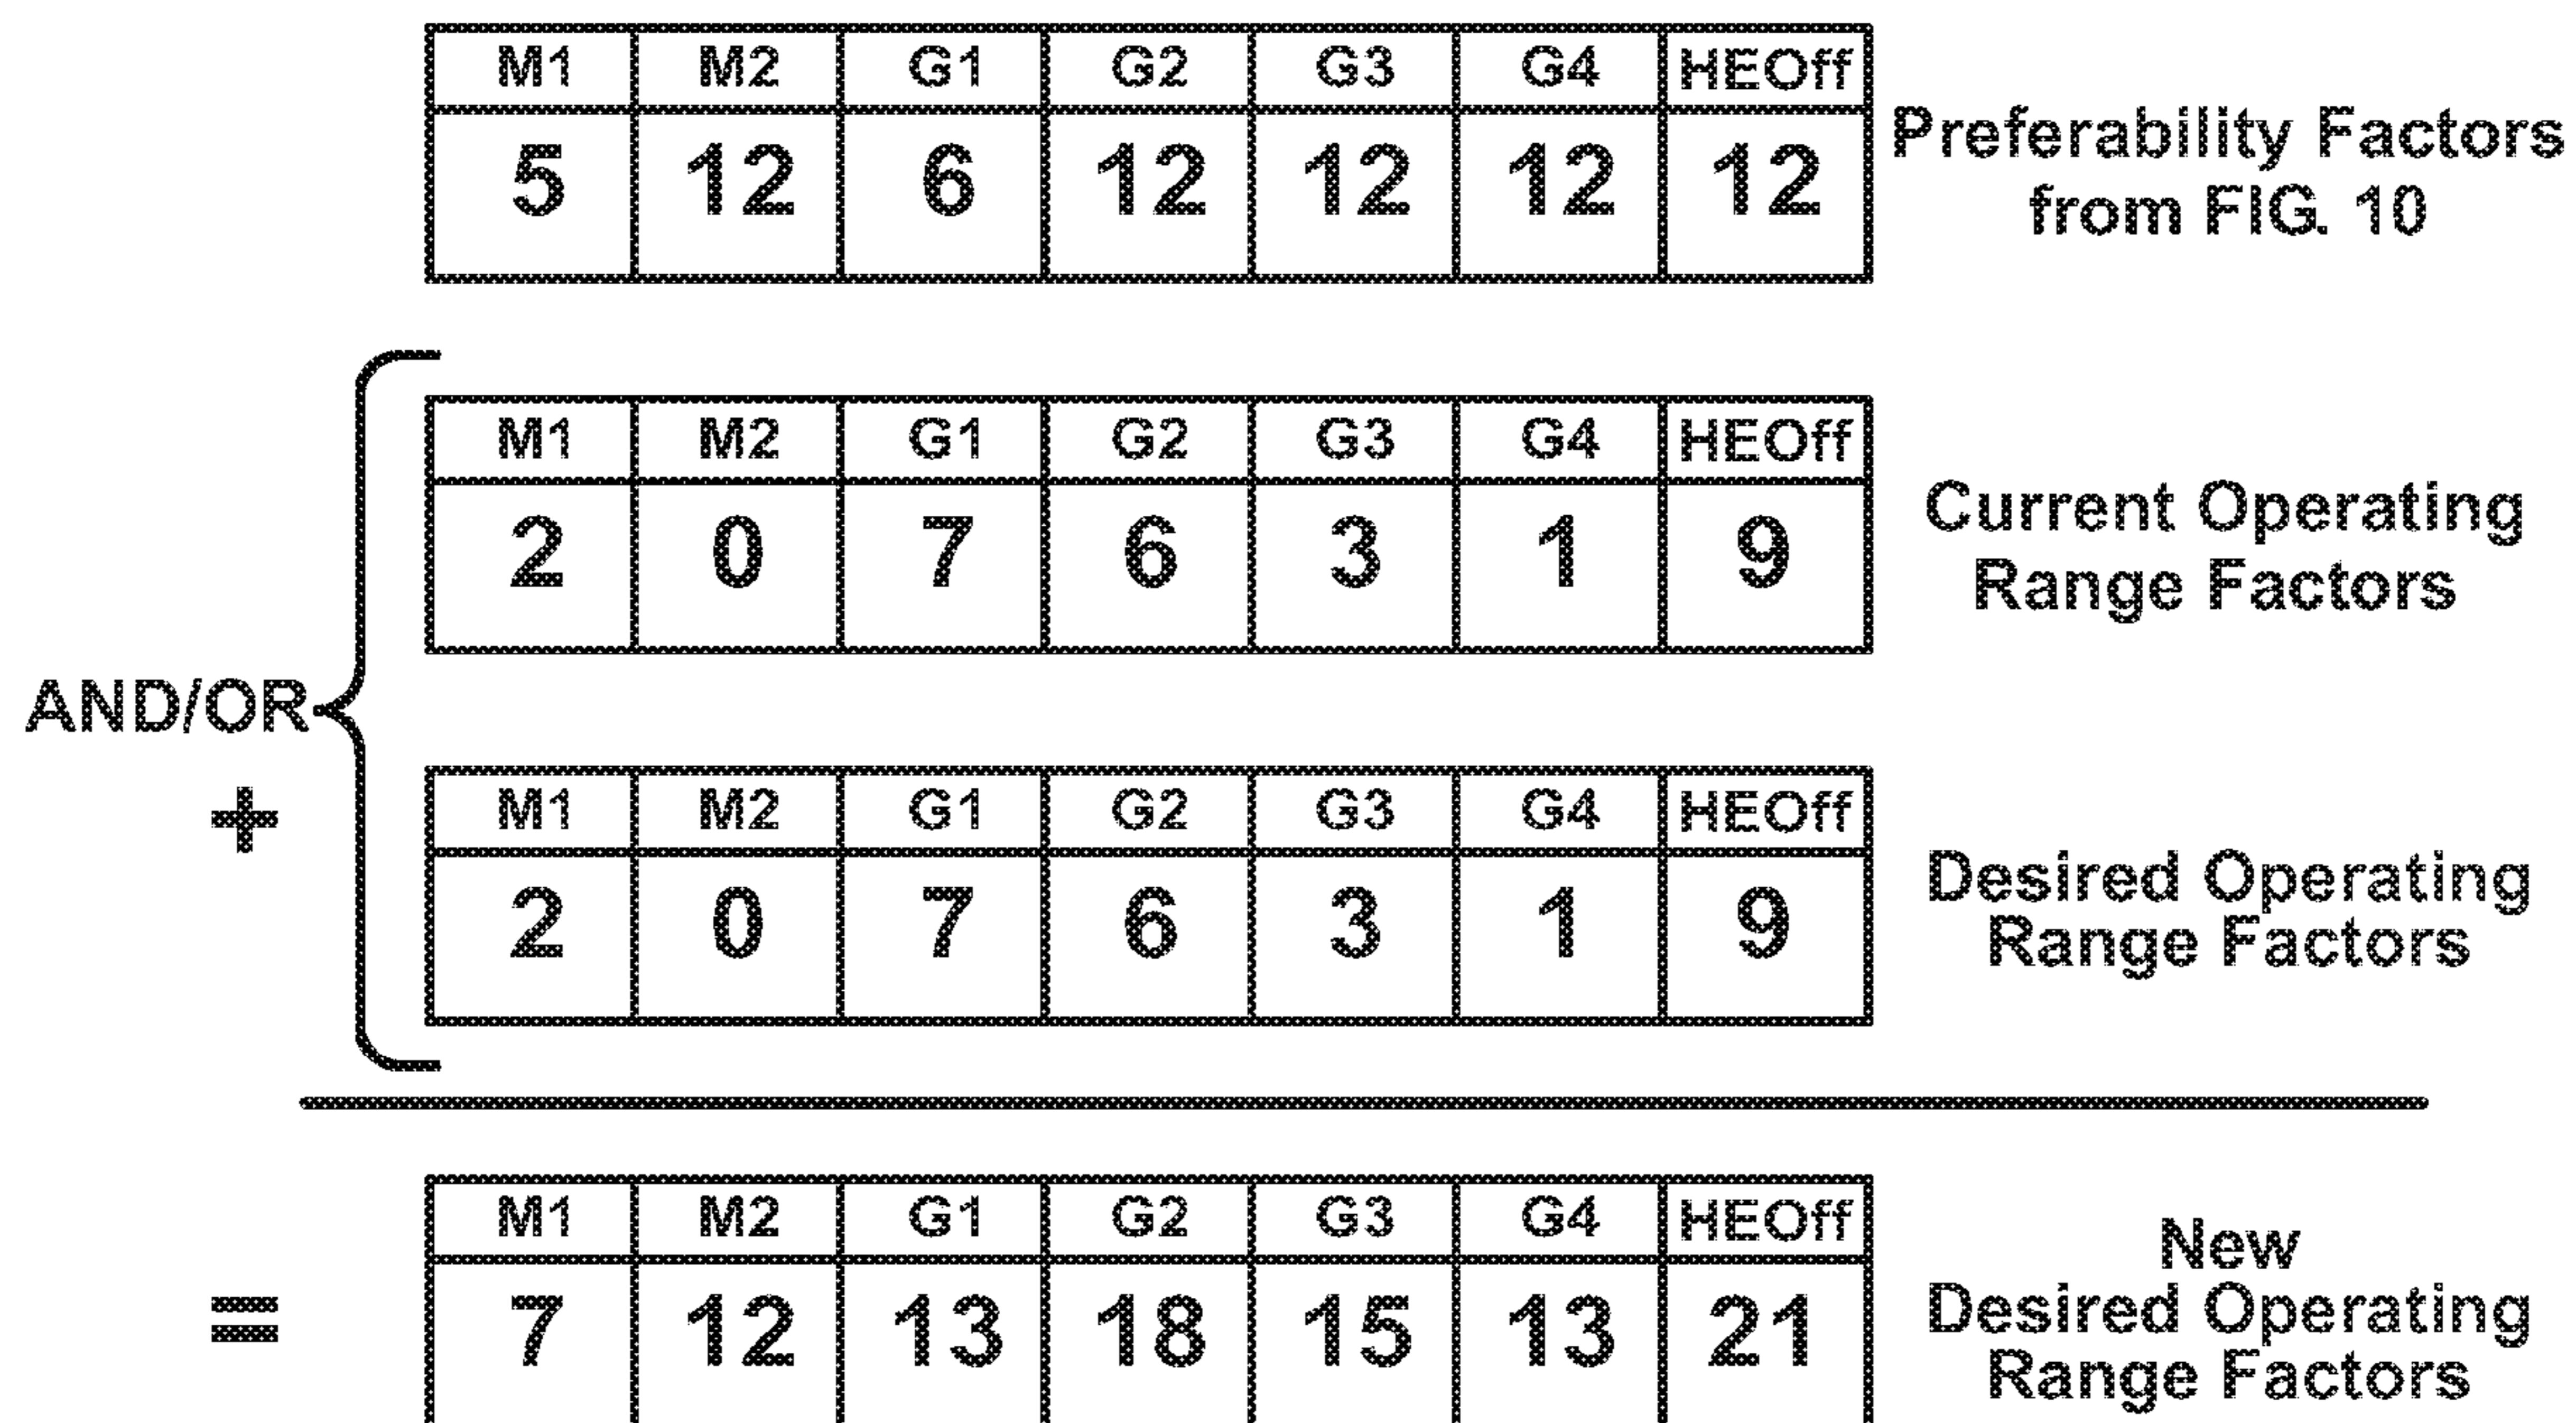 M1 M2 G1 G2 G3 G4 HEOff
5 12 6 12 12 12 12
Preferability Factors
from FIG. 10
M1 M2 G1 G2 G3 G4 HEOff
2 0 7 6 3 1 9
Current Operating
Range Factors
AND/OR
+
M1 M2 G1 G2 G3 G4 HEOff
2 0 7 6 3 1 9
Desired Operating
Range Factors
=
M1 M2 G1 G2 G3 G4 HEOff
7 12 13 18 15 13 21
New
Desired Operating
Range Factors